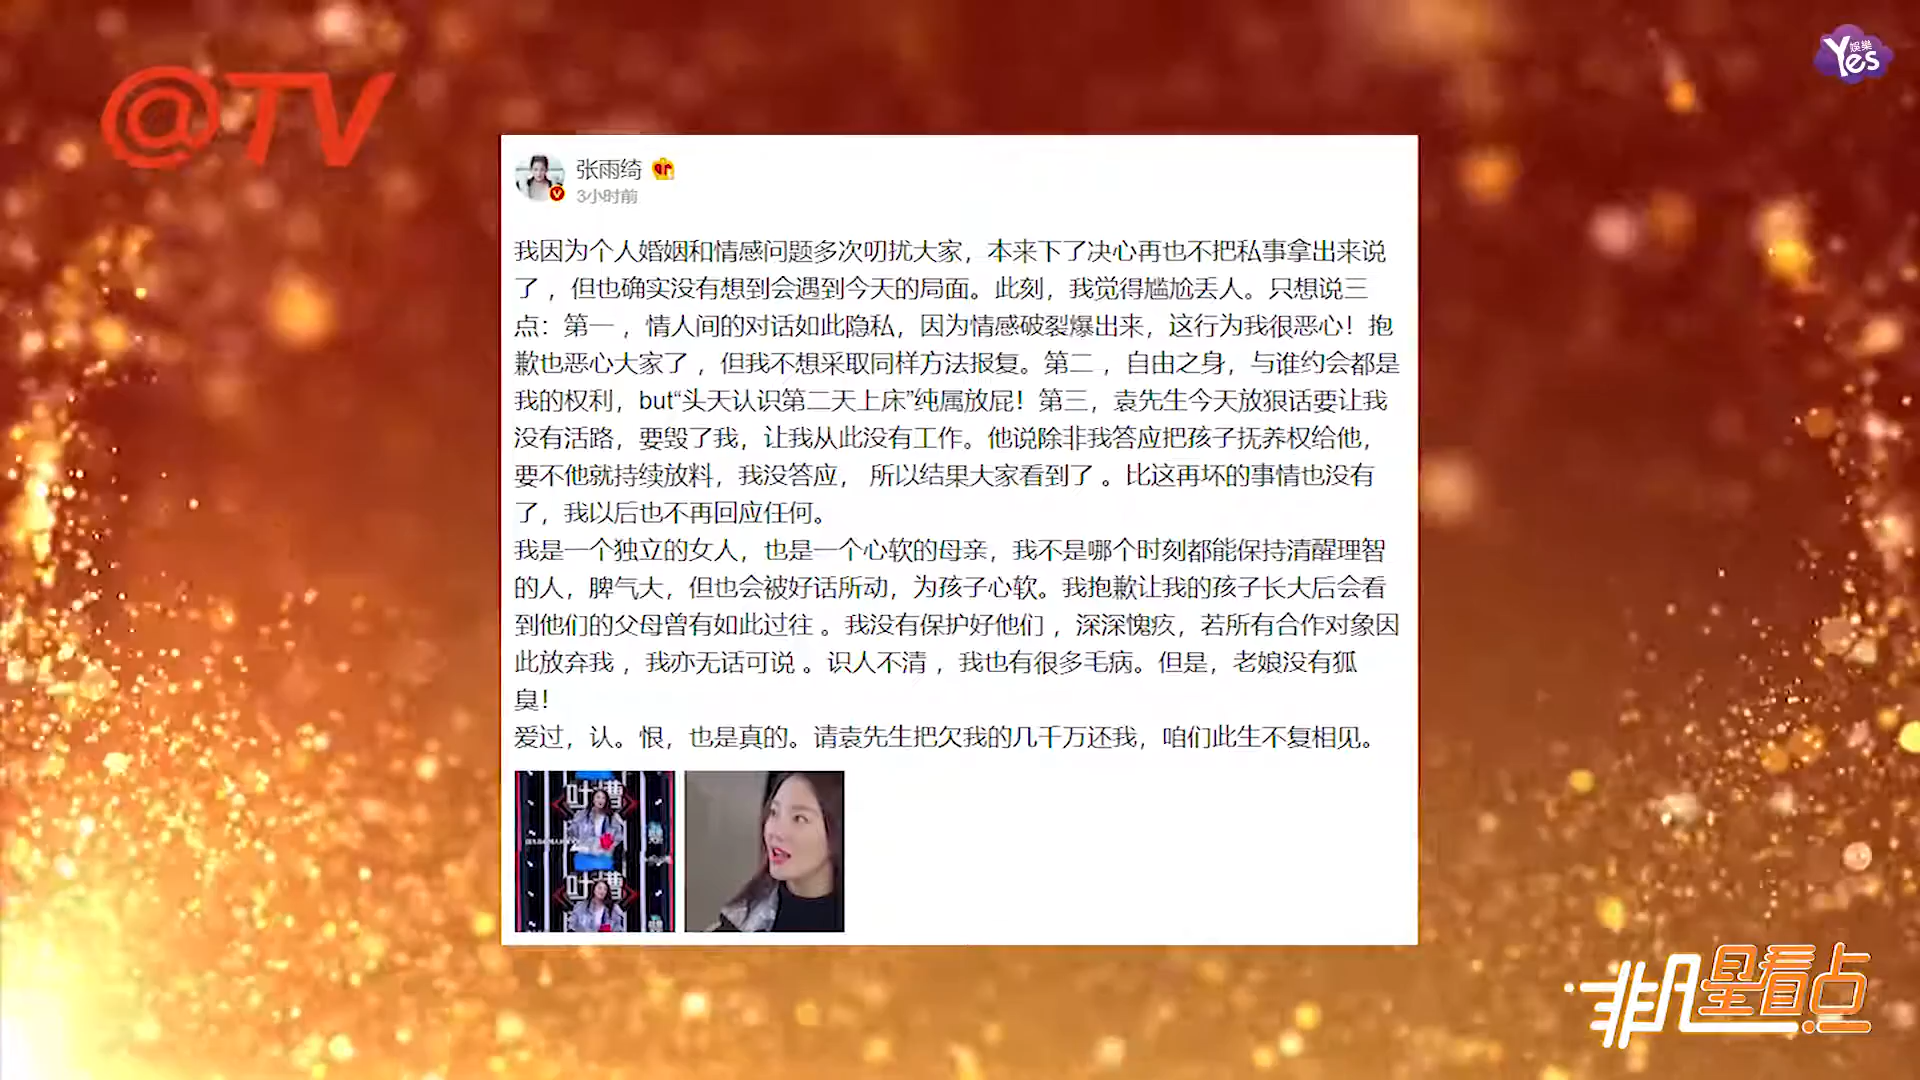 @TV
Yes
娱樂
张雨绮
3小时前
我因为个人婚姻和情感问题多次叨扰大家，本来下了决心再也不把私事拿出来说
了 ，但也确实没有想到会遇到今天的局面。此刻，我觉得尴尬丢人。只想说三
点：第一 ，情人间的对话如此隐私，因为情感破裂爆出来，这行为我很恶心！抱
歉也恶心大家了 ，但我不想采取同样方法报复。第二 ，自由之身，与谁约会都是
我的权利，but“头天认识第二天上床”纯属放屁！第三，袁先生今天放狠话要让我
没有活路，要毁了我，让我从此没有工作。他说除非我答应把孩子抚养权给他，
要不他就持续放料，我没答应， 所以结果大家看到了 。比这再坏的事情也没有
了，我以后也不再回应任何。
我是一个独立的女人，也是一个心软的母亲，我不是哪个时刻都能保持清醒理智
的人，脾气大，但也会被好话所动，为孩子心软。我抱歉让我的孩子长大后会看
到他们的父母曾有如此过往 。我没有保护好他们 ，深深愧疚，若所有合作对象因
此放弃我 ，我亦无话可说 。识人不清 ，我也有很多毛病。但是，老娘没有狐
臭！
爱过，认。恨，也是真的。请袁先生把欠我的几千万还我，咱们此生不复相见。
吐槽
吐槽
非凡星看点